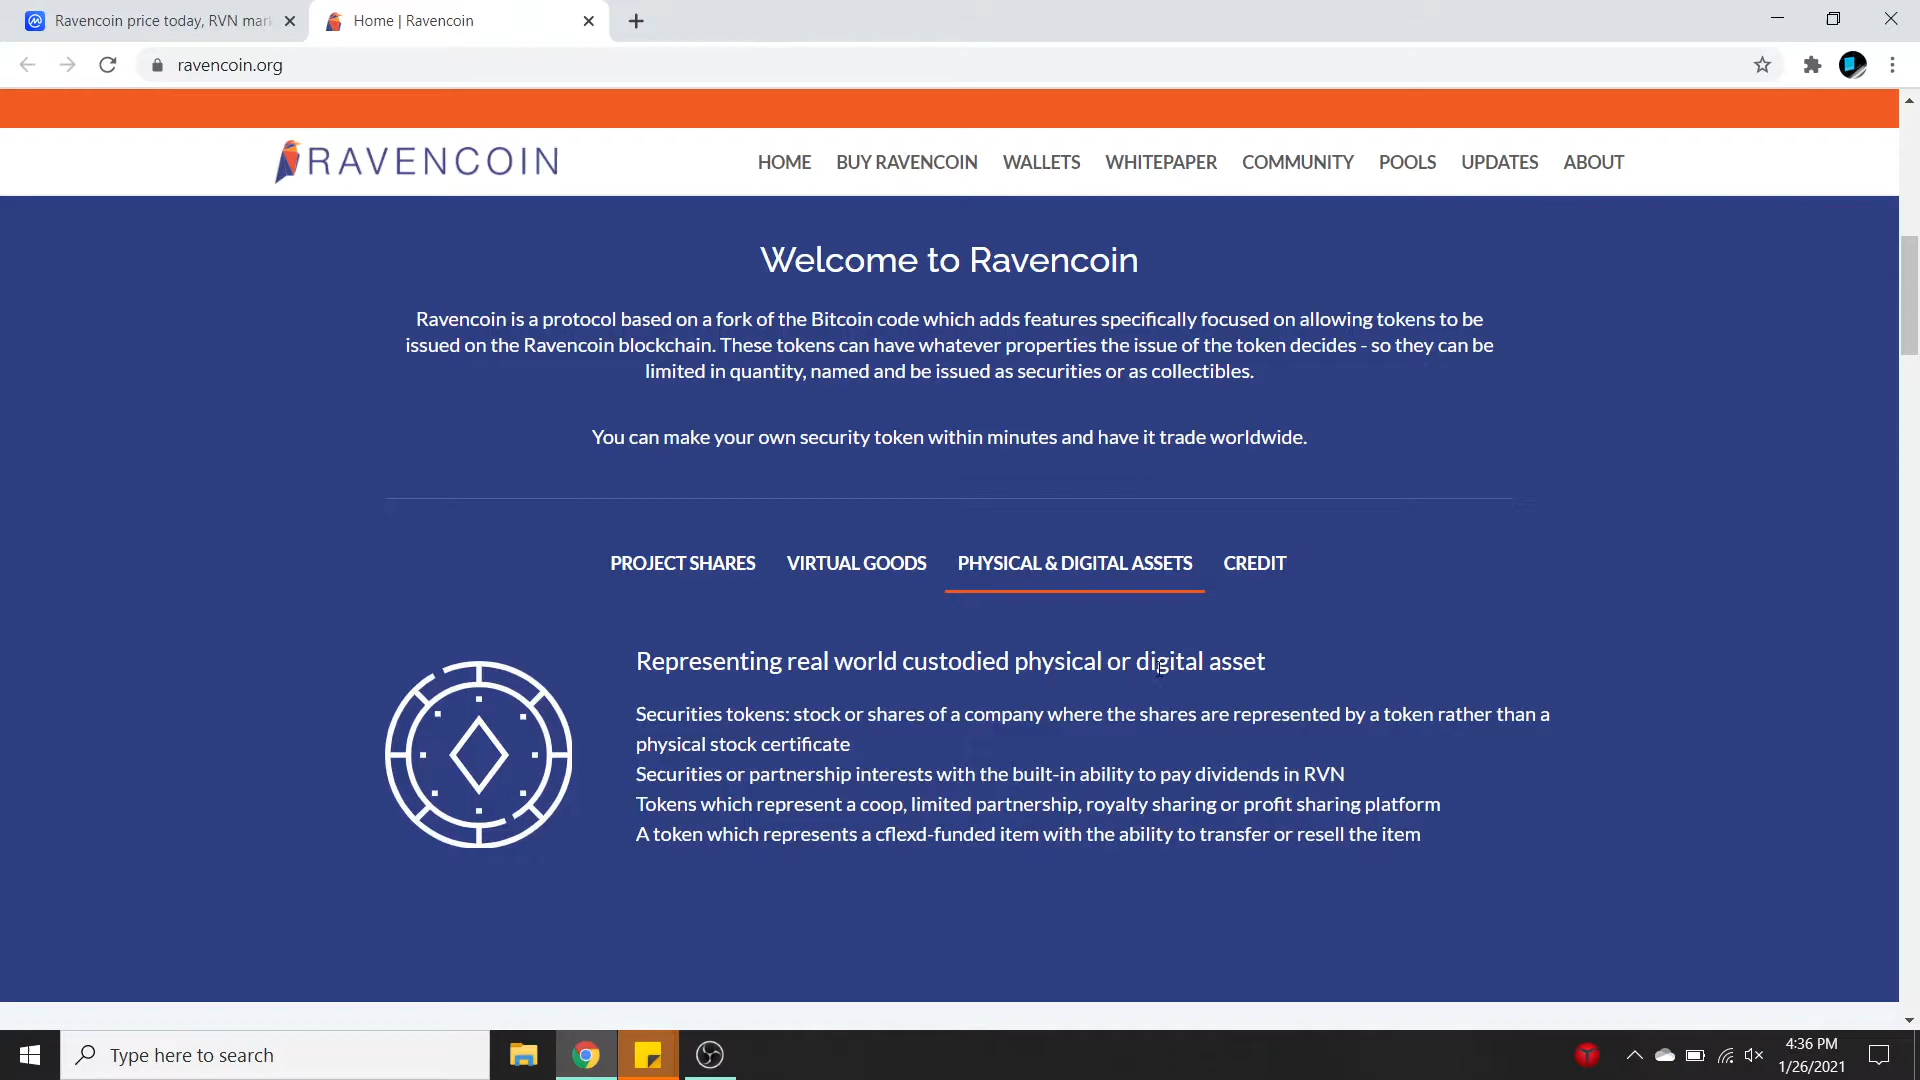 Ravencoin price today, RVN mar
Home | Ravencoin
ravencoin.org
RAVENCOIN
HOME BUY RAVENCOIN WALLETS WHITEPAPER COMMUNITY POOLS UPDATES ABOUT
Welcome to Ravencoin
Ravencoin is a protocol based on a fork of the Bitcoin code which adds features specifically focused on allowing tokens to be
issued on the Ravencoin blockchain. These tokens can have whatever properties the issue of the token decides - so they can be
limited in quantity, named and be issued as securities or as collectibles.
You can make your own security token within minutes and have it trade worldwide.
PROJECT SHARES VIRTUAL GOODS PHYSICAL & DIGITAL ASSETS CREDIT
Representing real world custodied physical or digital asset
Securities tokens: stock or shares of a company where the shares are represented by a token rather than a
physical stock certificate
Securities or partnership interests with the built-in ability to pay dividends in RVN
Tokens which represent a coop, limited partnership, royalty sharing or profit sharing platform
A token which represents a cflexd-funded item with the ability to transfer or resell the item
Type here to search
4:36 PM
1/26/2021